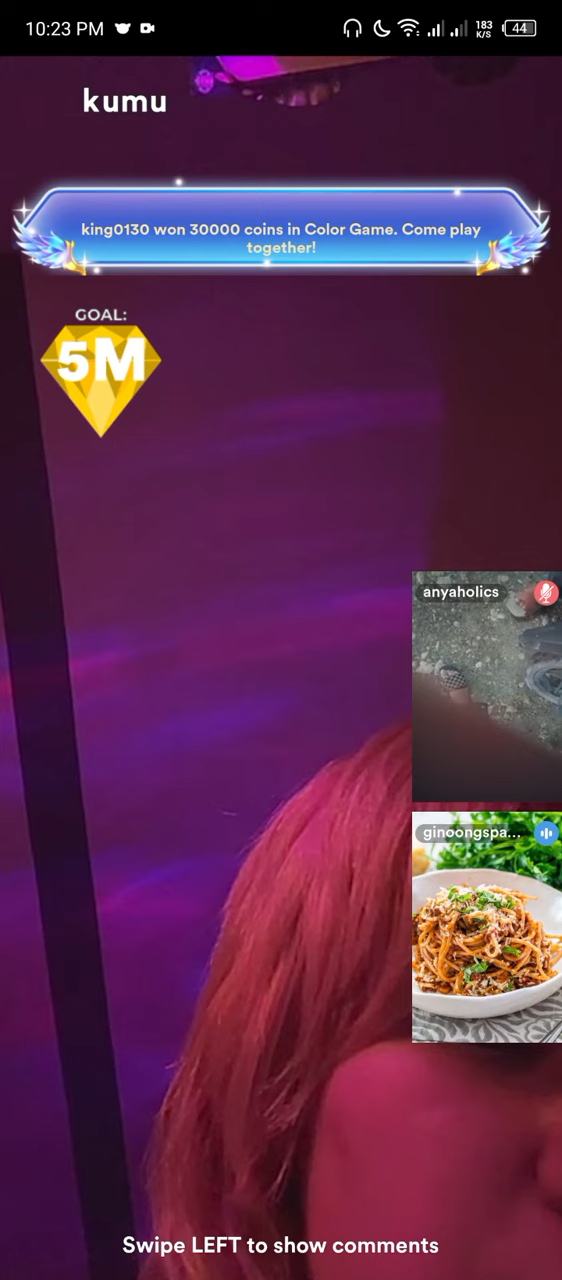 10:23 PM
183
K/S
44
kumu
king0130 won 30000 coins in Color Game. Come play
together!
GOAL:
5M
anyaholics
ginoongspa...
Swipe LEFT to show comments